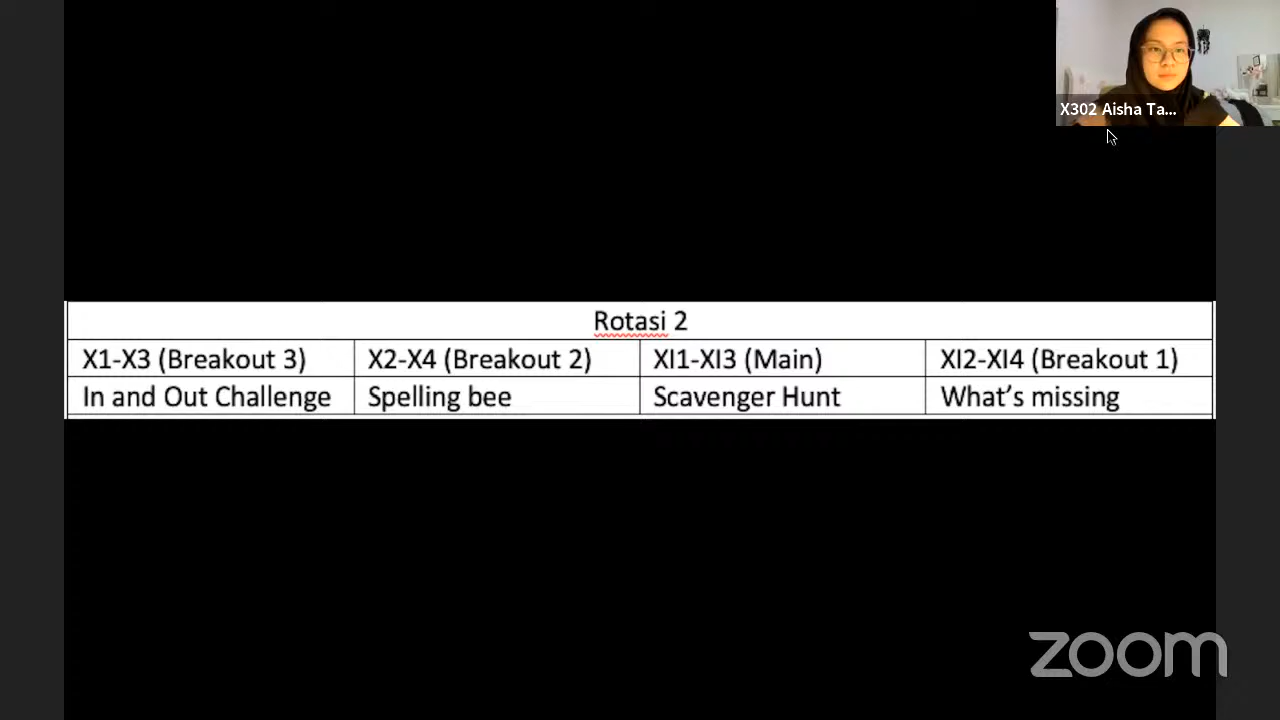 X302 Aisha Ta...
Rotasi 2
X1-X3 (Breakout 3) X2-X4 (Breakout 2) XI1-XI3 (Main) XI2-XI4 (Breakout 1)
In and Out Challenge Spelling bee Scavenger Hunt What's missing
zoom